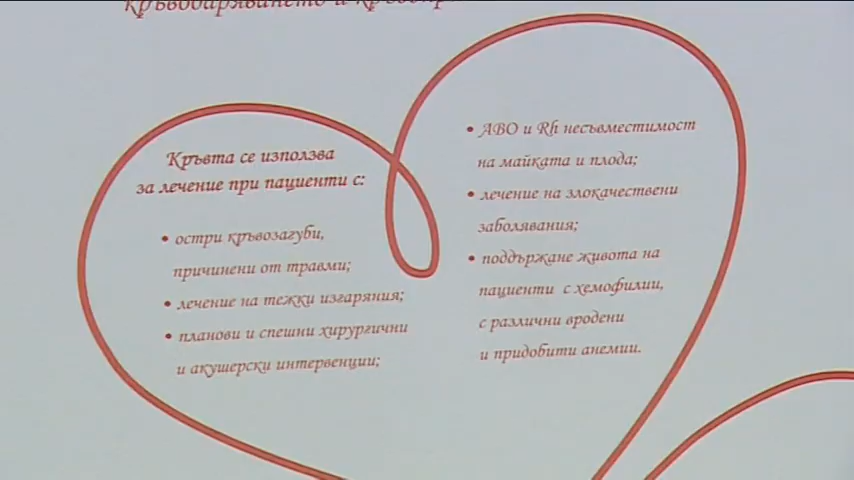 Кръвта се използва
за лечение при пациенти с:
• остри кръвозагуби,
причинени от травми;
• лечение на тежки изгаряния;
• планови и спешни хирургични
и акушерски интервенции;
• АВО и Rh несъвместимост
на майката и плода;
• лечение на злокачествени
заболявания;
• поддържане живота на
пациенти с хемофилии,
с различни вродени
и придобити анемии.